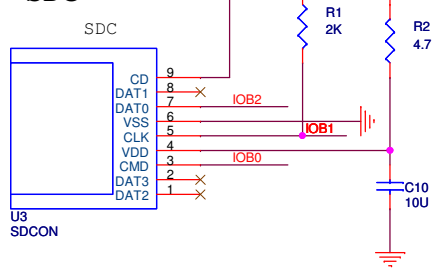 SDC
R1
2K
R2
4.7
CD 9
DAT1 8
DAT0 7 IOB2
VSS 6
CLK 5 IOB1
VDD 4
CMD 3 IOB0
DAT3 2
DAT2 1
C10
10U
U3
SDCON